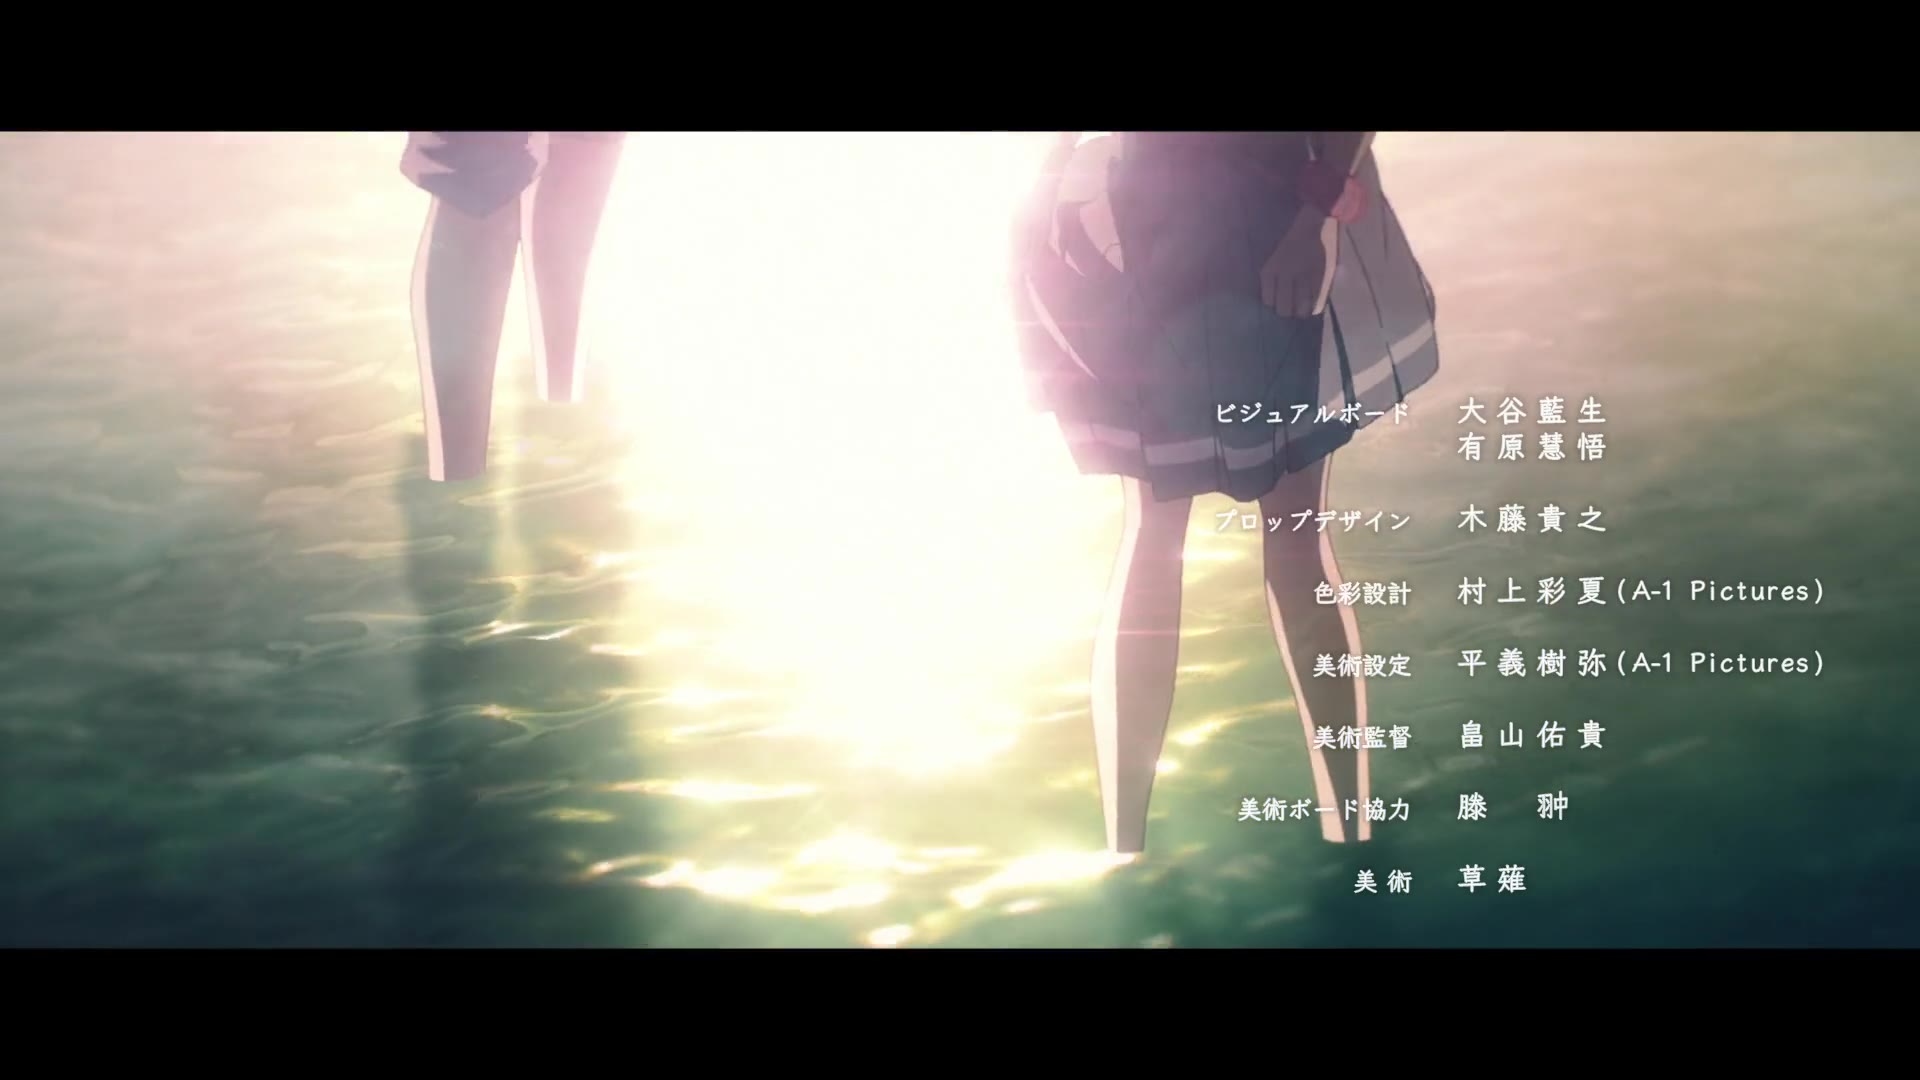 ビジュアルボード 大谷藍生
有原慧悟
プロップデザイン 木藤貴之
色彩設計 村上彩夏(A-1 Pictures)
美術設定 平義樹弥(A-1 Pictures)
美術監督 畠山佑貴
美術ボード協力 滕 翀
美術 草薙